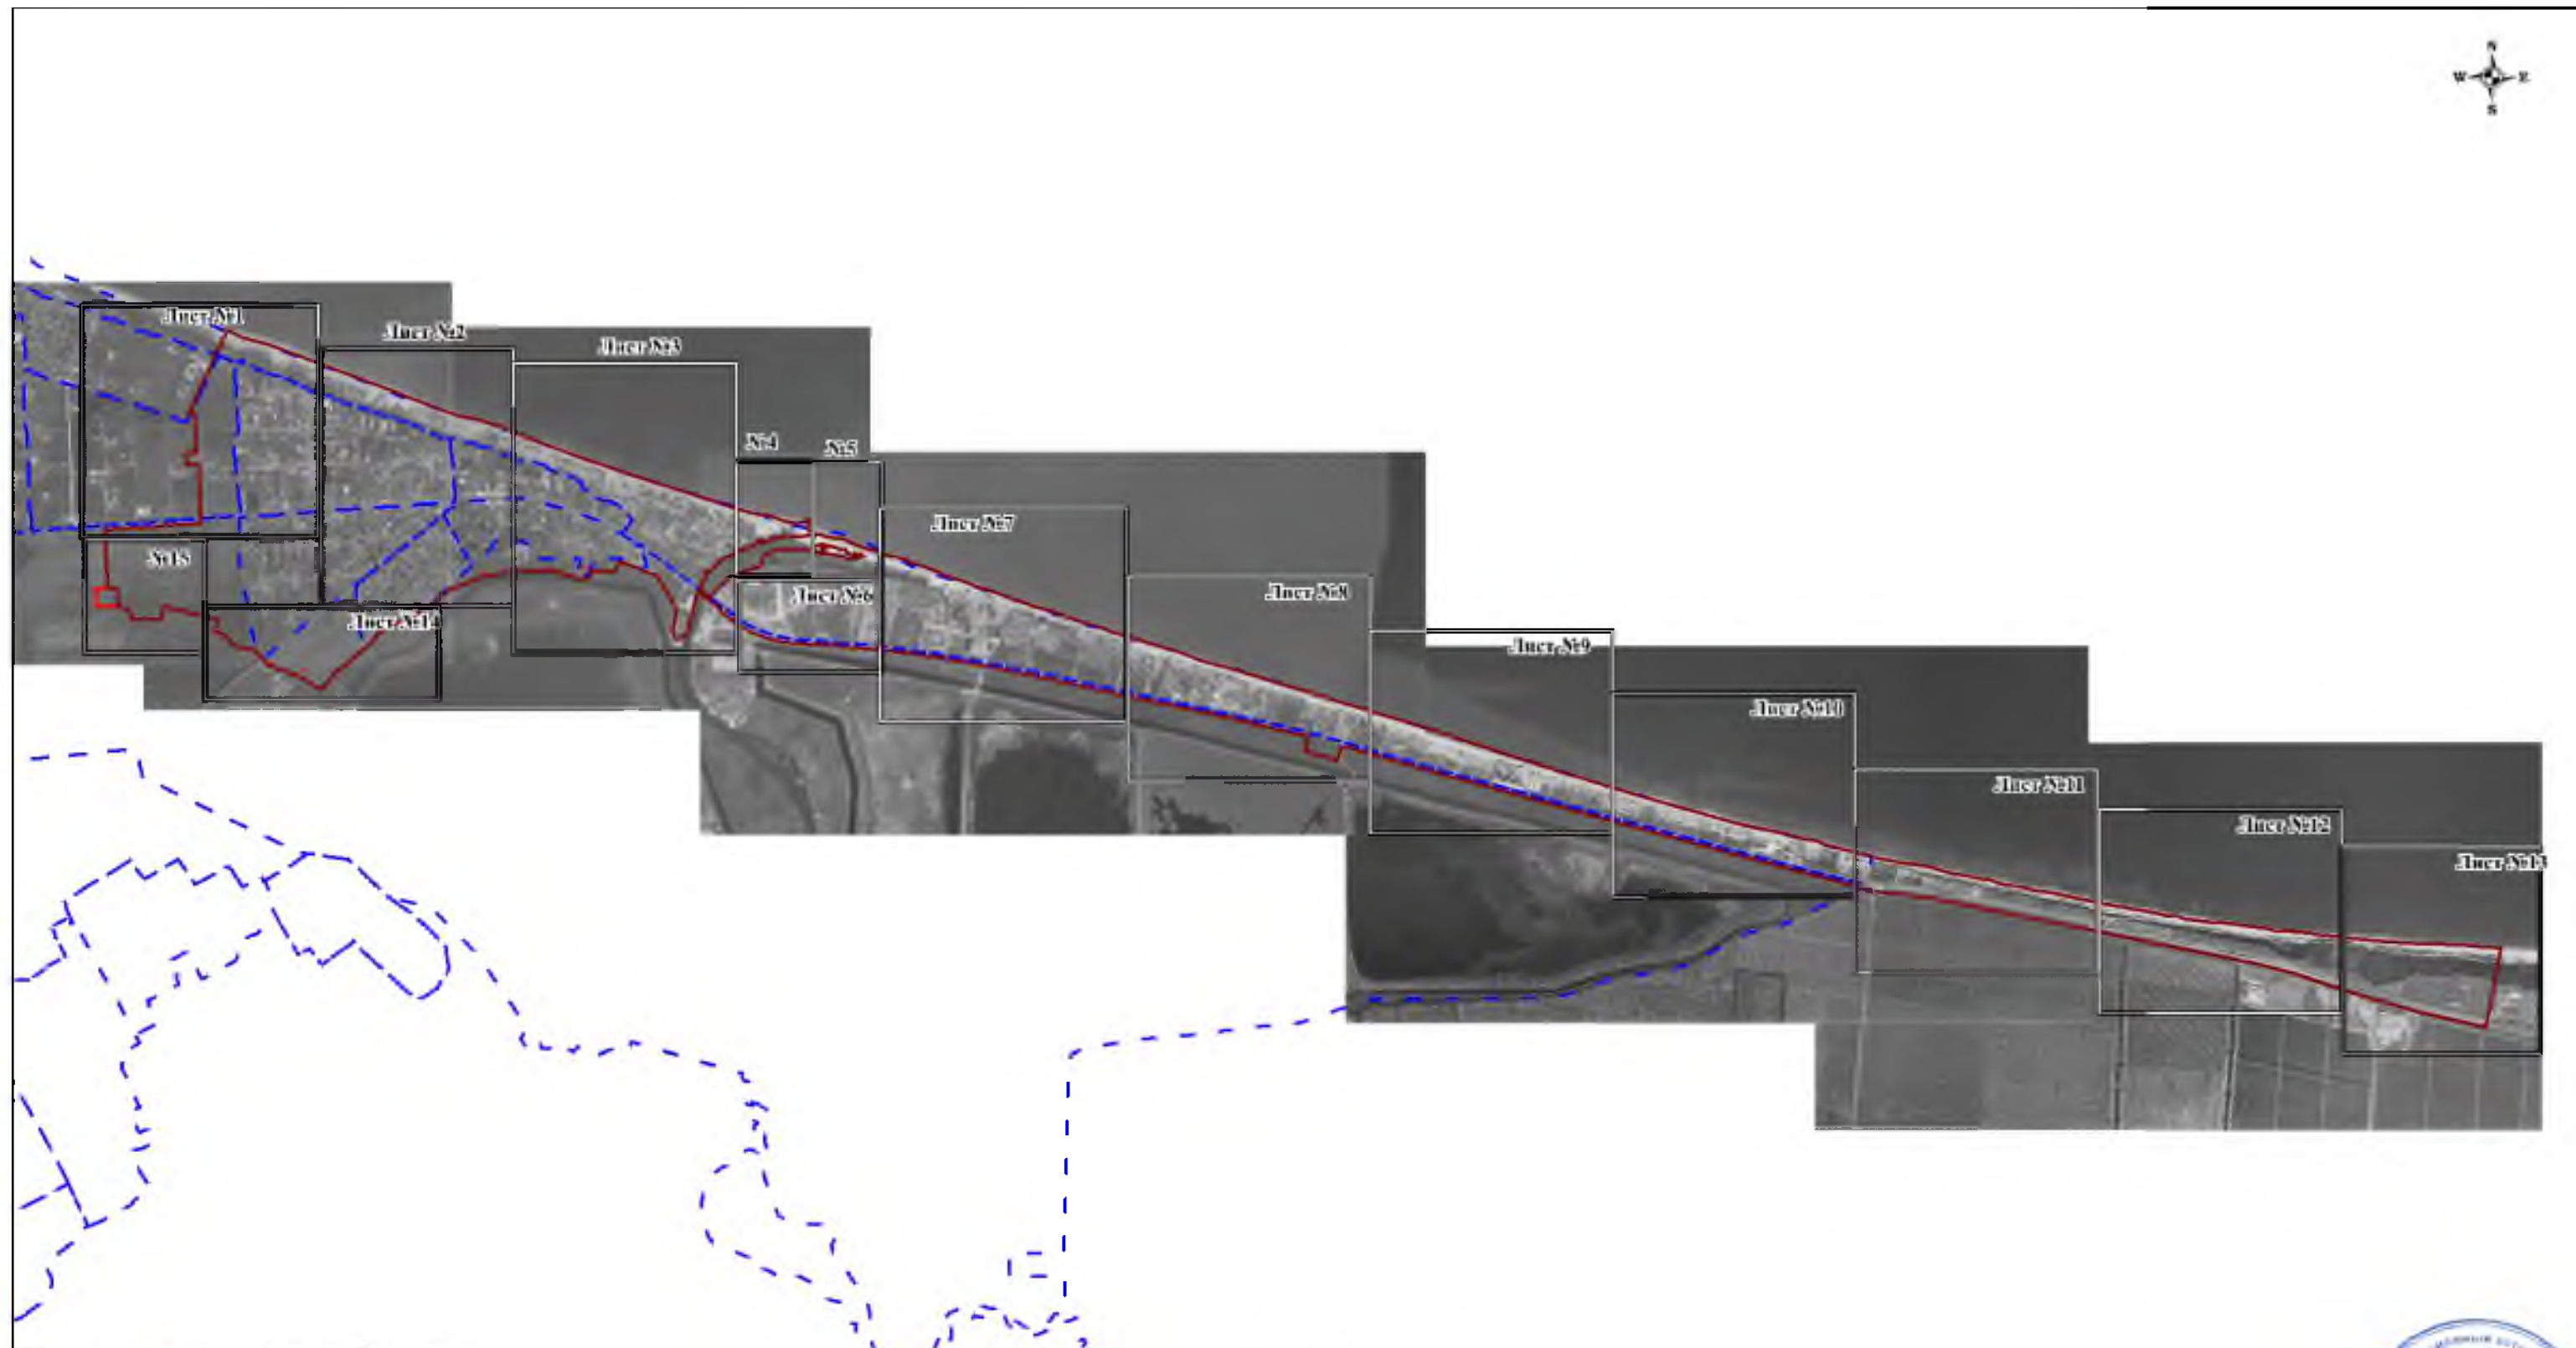 N
W E
S
Лист №1
Лист №2
Лист №3
№4
№5
Лист №7
№15
Лист №6
Лист №8
Лист №14
Лист №9
Лист №10
Лист №11
Лист №12
Лист №13